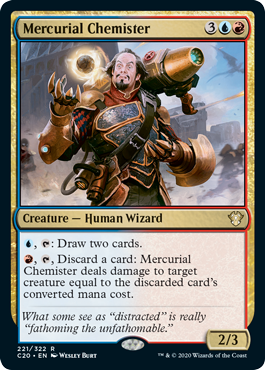 Mercurial Chemister 3
Creature — Human Wizard
: Draw two cards.
, Discard a card: Mercurial
Chemister deals damage to target
creature equal to the discarded card's
converted mana cost.
What some see as “distracted” is really
“fathoming the unfathomable.”
2/3
221/322 R
C20 • EN Wesley Burt
™ & © 2020 Wizards of the Coast